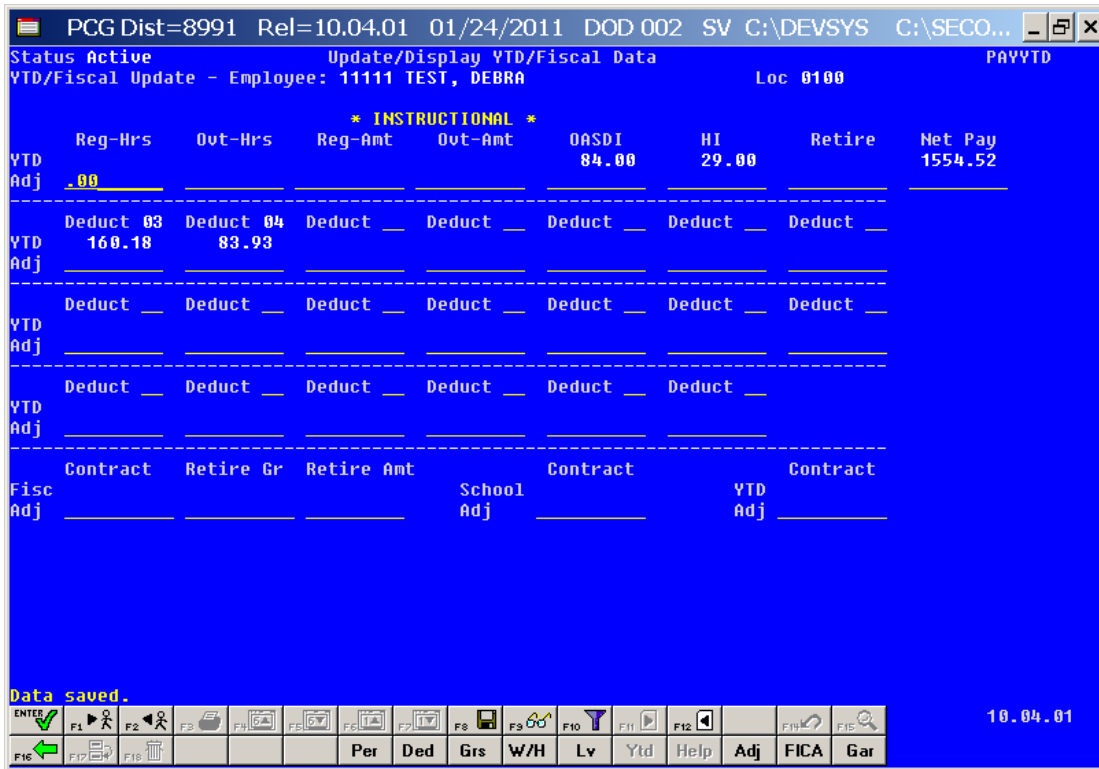 PCG Dist=8991 Rel=10.04.01 01/24/2011 DOD 002 SV C:\DEVSYS C:\SECO...
Status Active Update/Display YTD/Fiscal Data PAYYTD
YTD/Fiscal Update - Employee: 11111 TEST, DEBRA Loc 0100
* INSTRUCTIONAL *
Reg-Hrs Ovt-Hrs Reg-Amt Ovt-Amt OASDI HI Retire Net Pay
YTD 84.00 29.00 1554.52
Adj .00
Deduct 03 Deduct 04 Deduct __ Deduct __ Deduct __ Deduct __ Deduct __
YTD 160.18 83.93
Adj
Deduct __ Deduct __ Deduct __ Deduct __ Deduct __ Deduct __ Deduct __
YTD
Adj
Deduct __ Deduct __ Deduct __ Deduct __ Deduct __ Deduct __
YTD
Adj
Contract Retire Gr Retire Amt Contract Contract
Fisc School YTD
Adj Adj Adj
Data saved.
ENTER F1 F2 F3 F4 F5 F6 F7 F8 F9 F10 F11 F12 F14 F15 10.04.01
F16 F17 F18 Per Ded Grs W/H Lv Ytd Help Adj FICA Gar